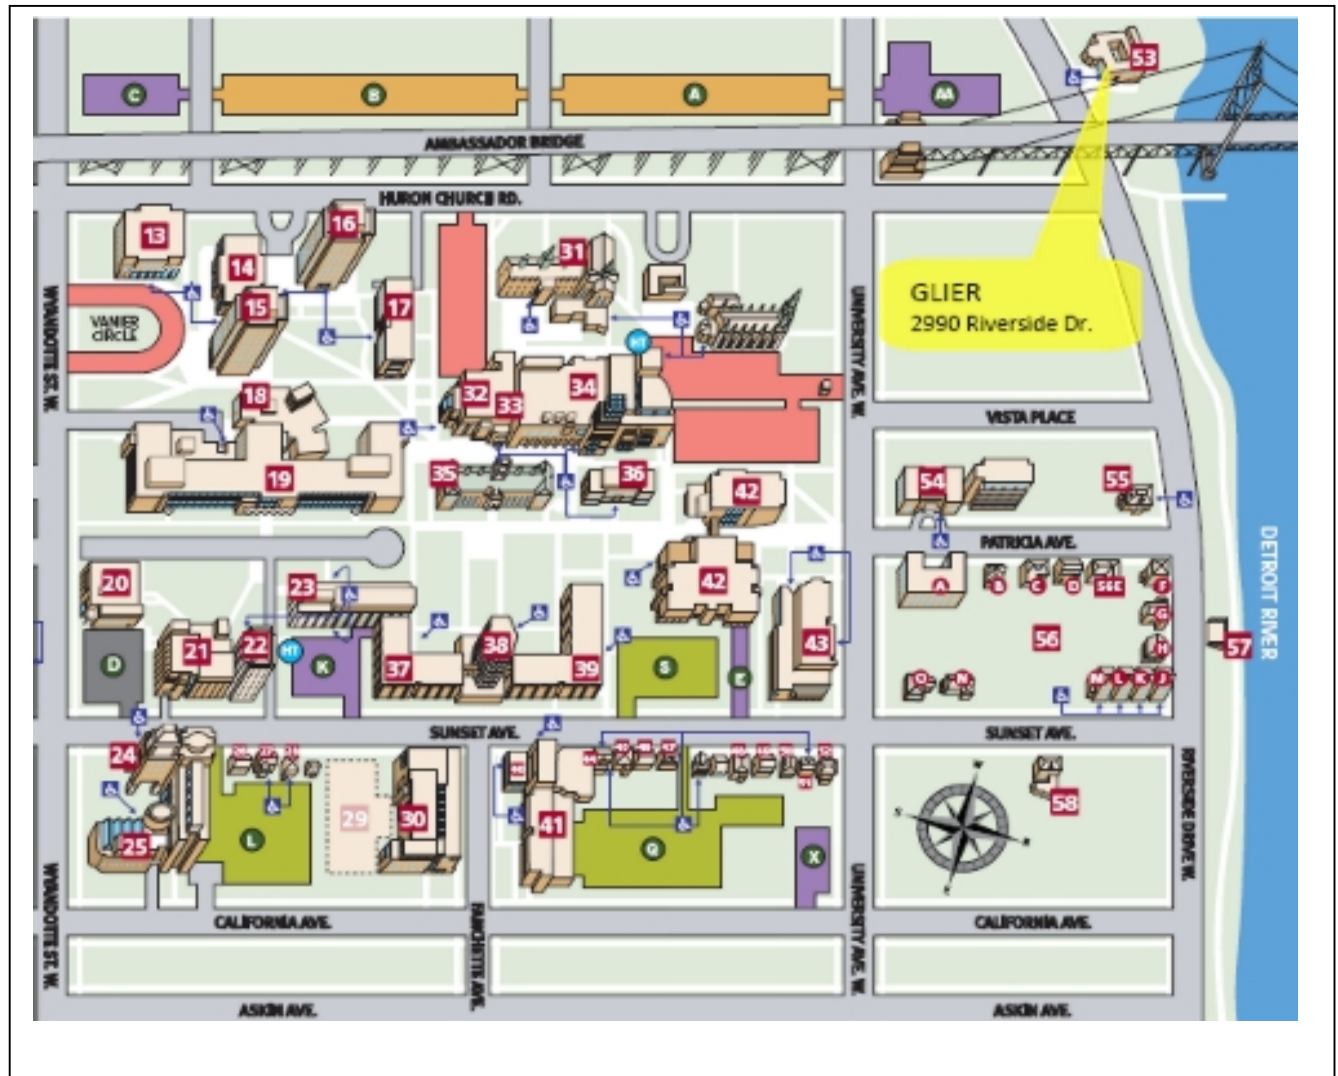 53
C
B
A
AA
AMBASSADOR BRIDGE
HURON CHURCH RD.
13
14
15
16
17
31
WYANDOTTE ST. W.
VANIER
CIRCLE
UNIVERSITY AVE. W.
GLIER
2990 Riverside Dr.
HT
18
32
33
34
VISTA PLACE
19
35
36
42
54
55
PATRICIA AVE.
DETROIT RIVER
20
23
42
A
B
C
D
56E
F
G
H
56
57
D
21
22
HT
K
37
38
39
S
E
43
O
N
M
L
K
J
SUNSET AVE.
SUNSET AVE.
24
25
L
29
30
41
Q
X
58
RIVERSIDE DRIVE W.
WYANDOTTE ST. W.
CALIFORNIA AVE.
FANCHETTE AVE.
UNIVERSITY AVE. W.
CALIFORNIA AVE.
ASKIN AVE.
ASKIN AVE.